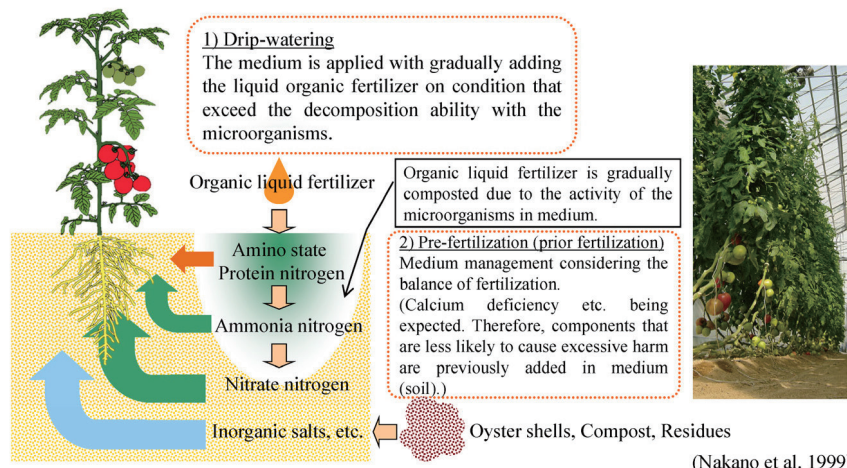 1) Drip-watering
The medium is applied with gradually adding
the liquid organic fertilizer on condition that
exceed the decomposition ability with the
microorganisms.
Organic liquid fertilizer
Organic liquid fertilizer is gradually
composted due to the activity of the
microorganisms in medium.
Amino state
Protein nitrogen
2) Pre-fertilization (prior fertilization)
Medium management considering the
balance of fertilization.
(Calcium deficiency etc. being
expected. Therefore, components that
are less likely to cause excessive harm
are previously added in medium
(soil).)
Ammonia nitrogen
Nitrate nitrogen
Inorganic salts, etc.
Oyster shells, Compost, Residues
(Nakano et al. 1999